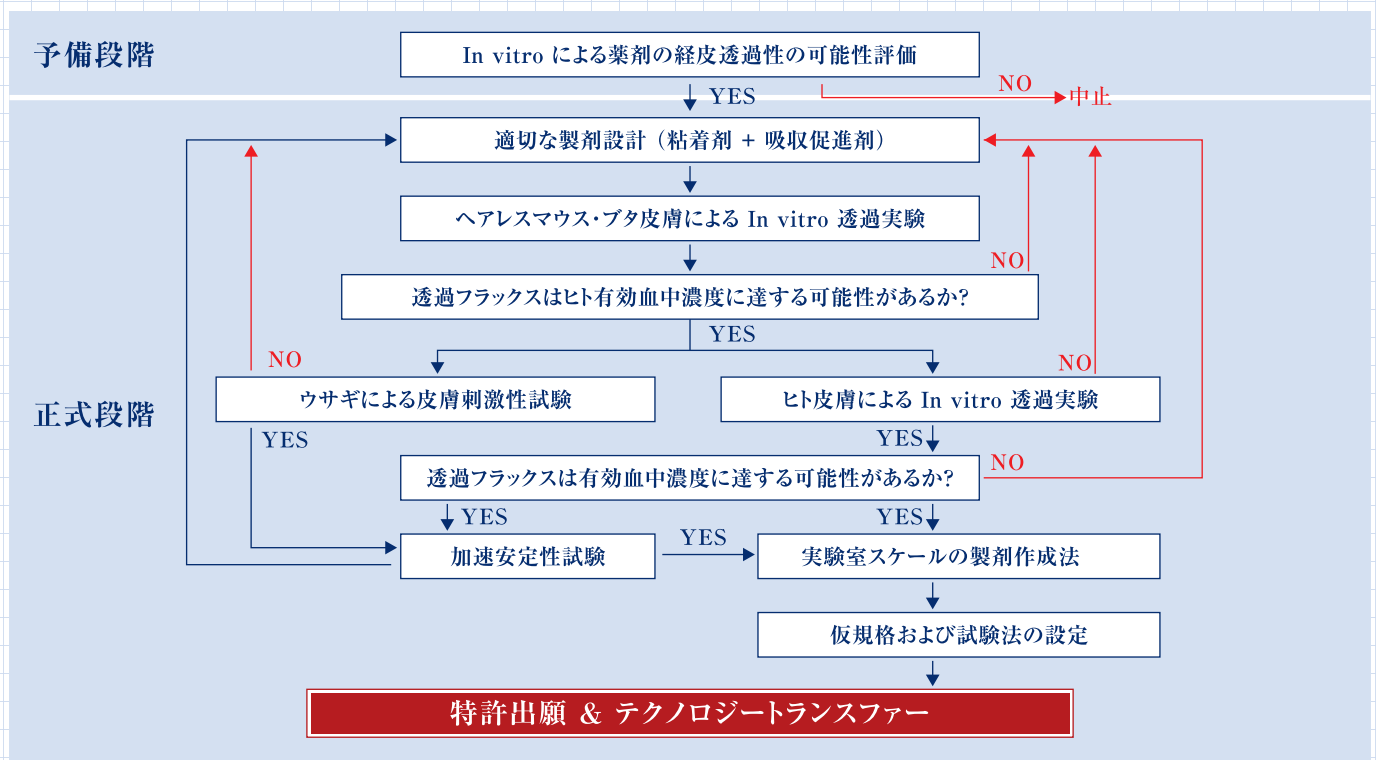 予備段階
In vitro による薬剤の経皮透過性の可能性評価
NO
YES
中止
適切な製剤設計（粘着剤 + 吸収促進剤）
ヘアレスマウス・ブタ皮膚による In vitro 透過実験
NO
透過フラックスはヒト有効血中濃度に達する可能性があるか？
YES
NO
NO
正式段階
ウサギによる皮膚刺激性試験
ヒト皮膚による In vitro 透過実験
YES
YES
NO
透過フラックスは有効血中濃度に達する可能性があるか？
YES
YES
YES
加速安定性試験
実験室スケールの製剤作成法
仮規格および試験法の設定
特許出願 & テクノロジートランスファー